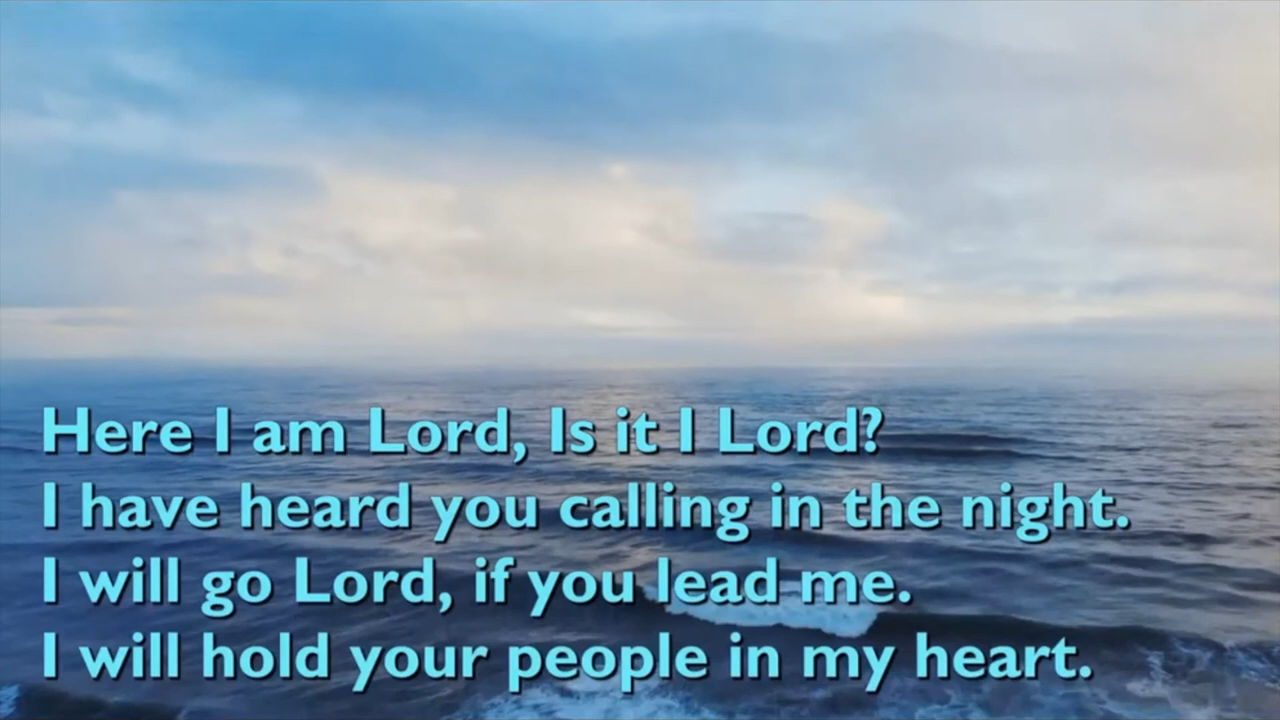 Here I am Lord, Is it I Lord?
I have heard you calling in the night.
I will go Lord, if you lead me.
I will hold your people in my heart.